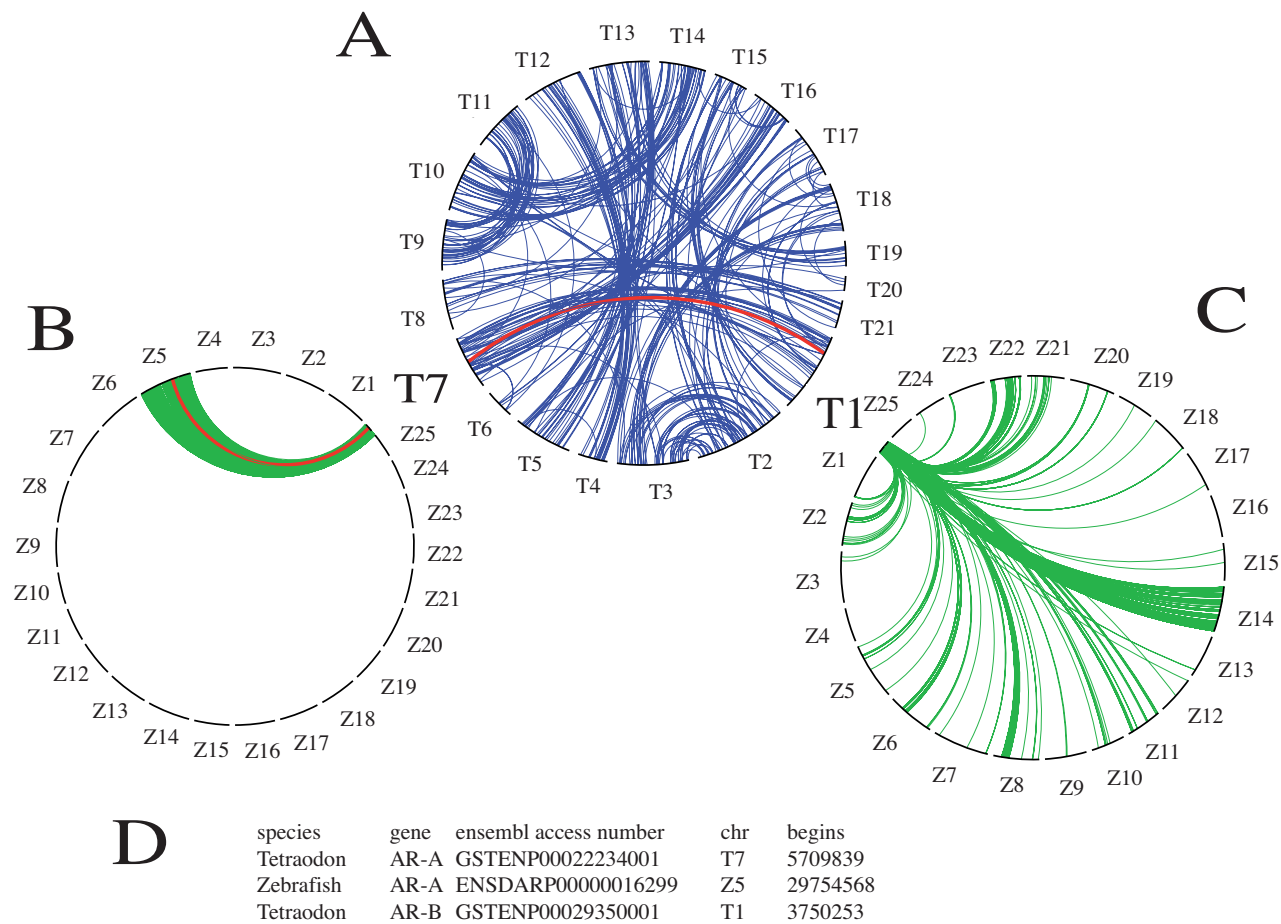 A
T13
T14
T12
T15
T11
T16
T10
T17
T18
T9
T19
T20
T8
T21
T7
T1
T6
T5
T4
T3
T2
B
Z5
Z4
Z3
Z2
Z6
Z1
Z7
Z25
Z24
Z8
Z23
Z9
Z22
Z10
Z21
Z11
Z20
Z12
Z19
Z13
Z18
Z14
Z15
Z16
Z17
C
Z23
Z22
Z21
Z20
Z24
Z19
Z25
Z18
Z1
Z17
Z2
Z16
Z3
Z15
Z4
Z14
Z5
Z13
Z6
Z12
Z7
Z11
Z8
Z9
Z10
D
species gene ensembl access number chr begins
Tetraodon AR-A GSTENP00022234001 T7 5709839
Zebrafish AR-A ENSDARP00000016299 Z5 29754568
Tetraodon AR-B GSTENP00029350001 T1 3750253